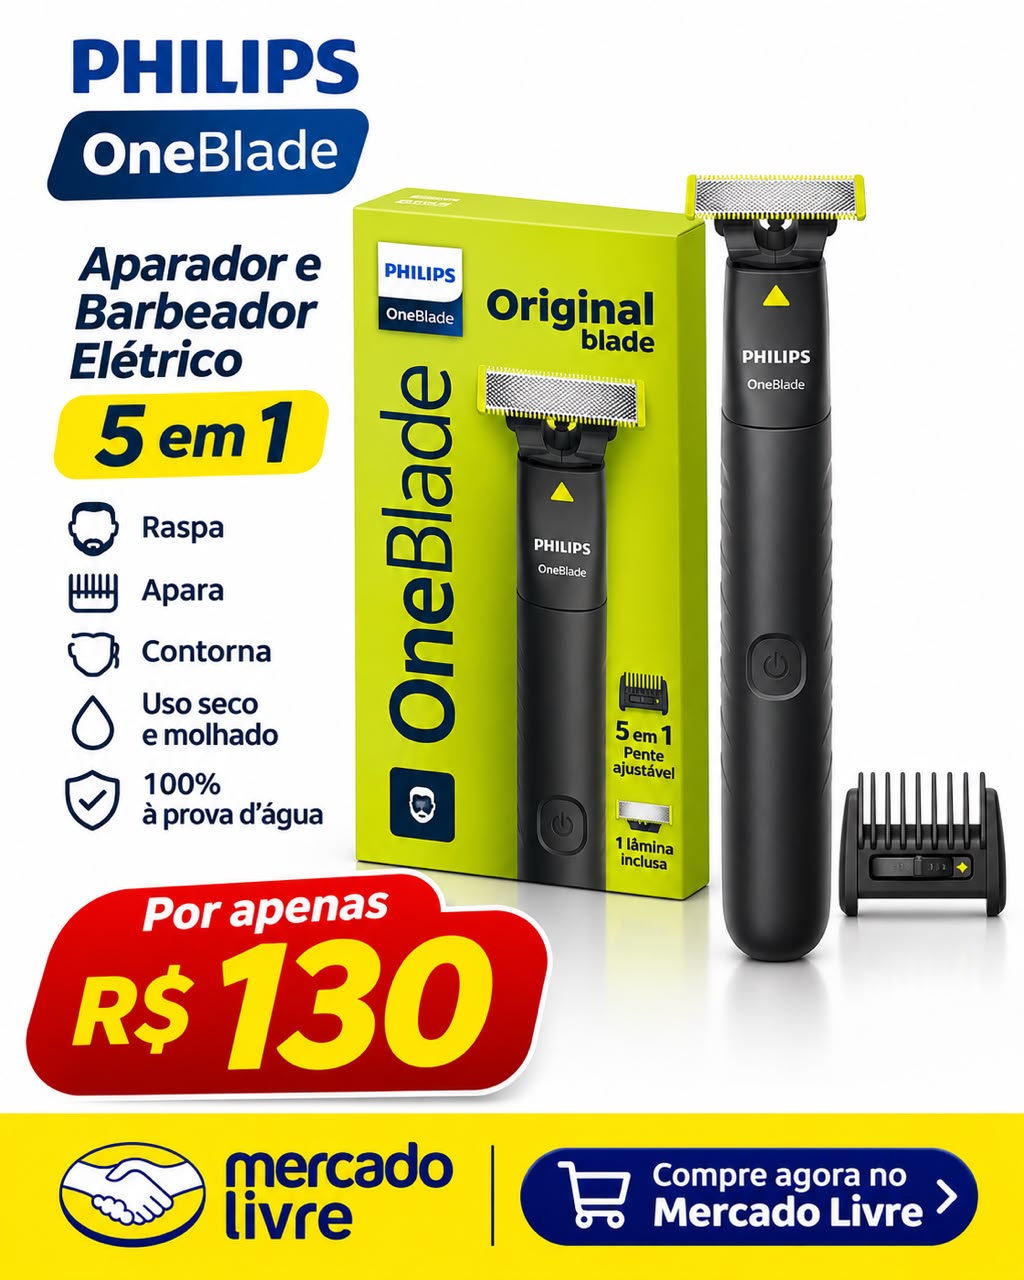 PHILIPS
OneBlade
Aparador e
Barbeador
Elétrico
5 em 1
Raspa
Apara
Contorna
Uso seco
e molhado
100%
à prova d'água
PHILIPS
OneBlade
Original
blade
OneBlade
PHILIPS
OneBlade
5 em 1
Pente
ajustável
1 lâmina
inclusa
PHILIPS
OneBlade
Por apenas
R$ 130
mercado
livre
Compre agora no
Mercado Livre